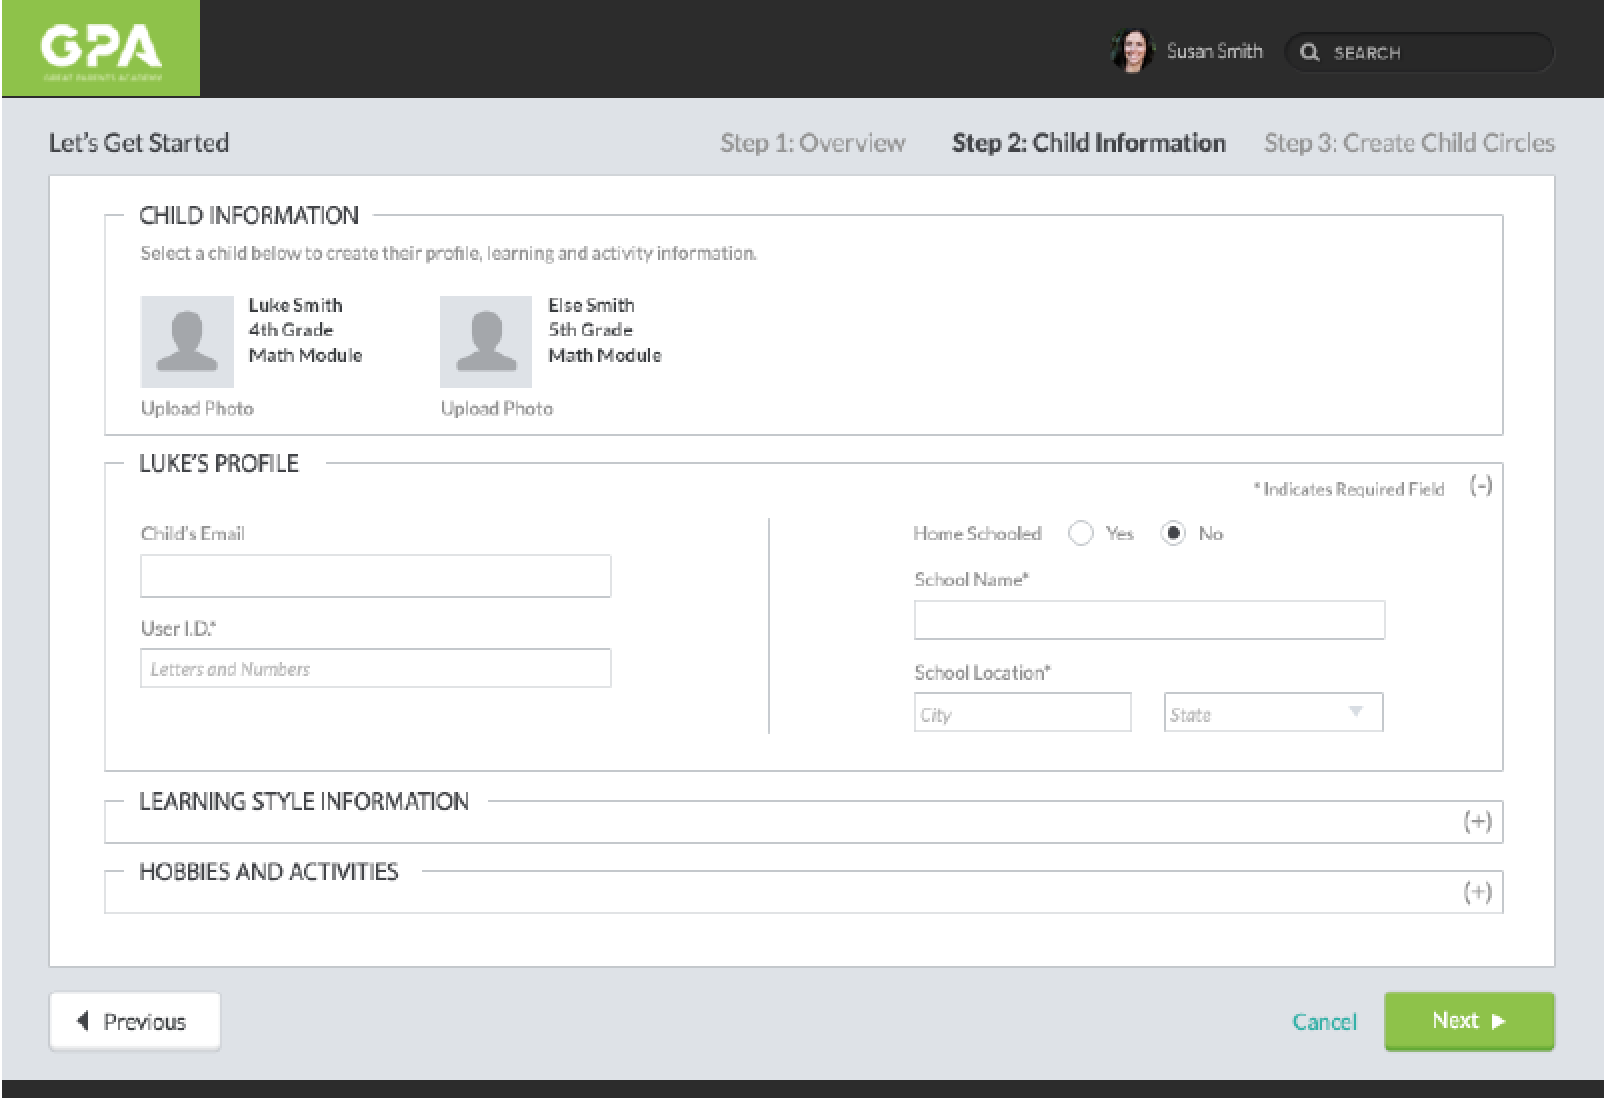 GPA
GREAT PARENTS ACADEMY
Susan Smith
SEARCH
Let's Get Started
Step 1: Overview
Step 2: Child Information
Step 3: Create Child Circles
CHILD INFORMATION
Select a child below to create their profile, learning and activity information.
Luke Smith
4th Grade
Math Module
Upload Photo
Else Smith
5th Grade
Math Module
Upload Photo
LUKE'S PROFILE
* Indicates Required Field
(-)
Child's Email
User I.D.*
Letters and Numbers
Home Schooled
Yes
No
School Name*
School Location*
City
State
LEARNING STYLE INFORMATION
(+)
HOBBIES AND ACTIVITIES
(+)
Previous
Cancel
Next